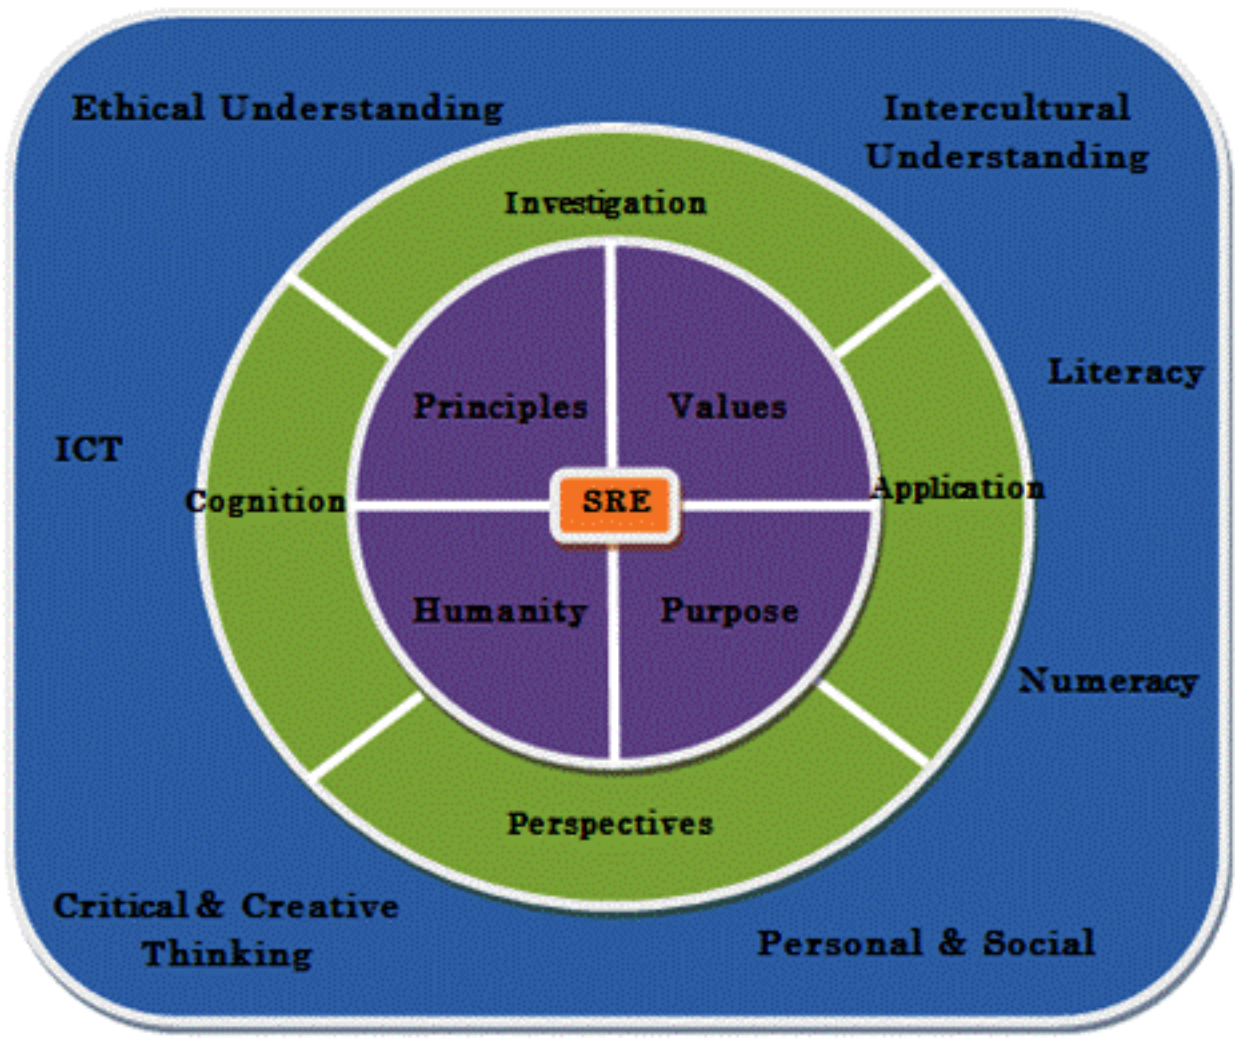 Ethical Understanding
Intercultural
Understanding
Investigation
Literacy
Principles
Values
ICT
Cognition
SRE
Application
Humanity
Purpose
Numeracy
Perspectives
Critical & Creative
Thinking
Personal & Social